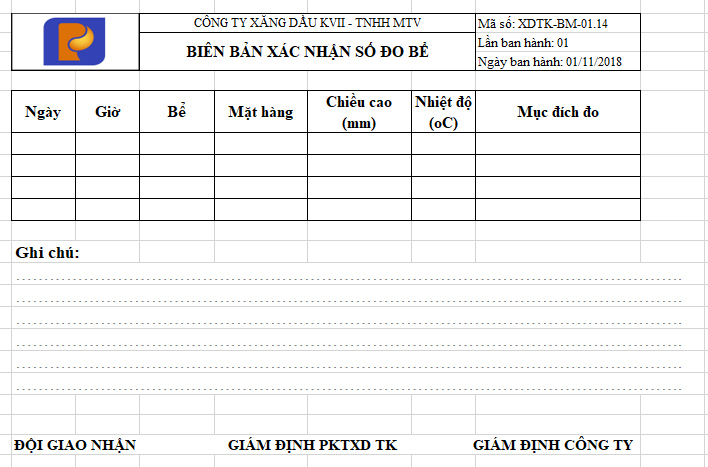 CÔNG TY XĂNG DẦU KVII - TNHH MTV
BIÊN BẢN XÁC NHẬN SỐ ĐO BỂ
Mã số: XDTK-BM-01.14
Lần ban hành: 01
Ngày ban hành: 01/11/2018
Ngày Giờ Bể Mặt hàng Chiều cao (mm) Nhiệt độ (oC) Mục đích đo
Ghi chú:
ĐỘI GIAO NHẬN GIÁM ĐỊNH PKTXD TK GIÁM ĐỊNH CÔNG TY